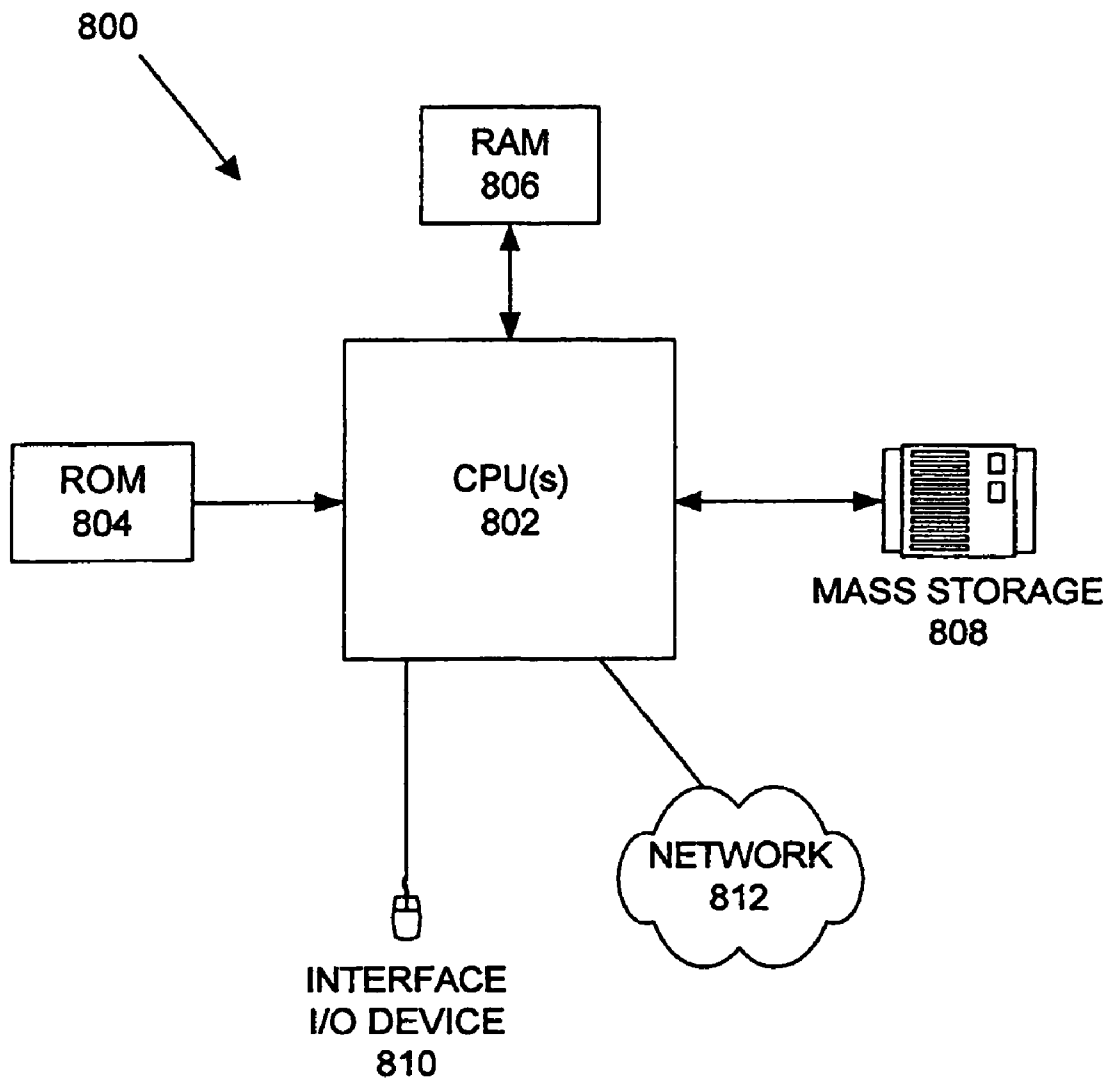 800
RAM
806
ROM
804
CPU(s)
802
MASS STORAGE
808
NETWORK
812
INTERFACE
I/O DEVICE
810